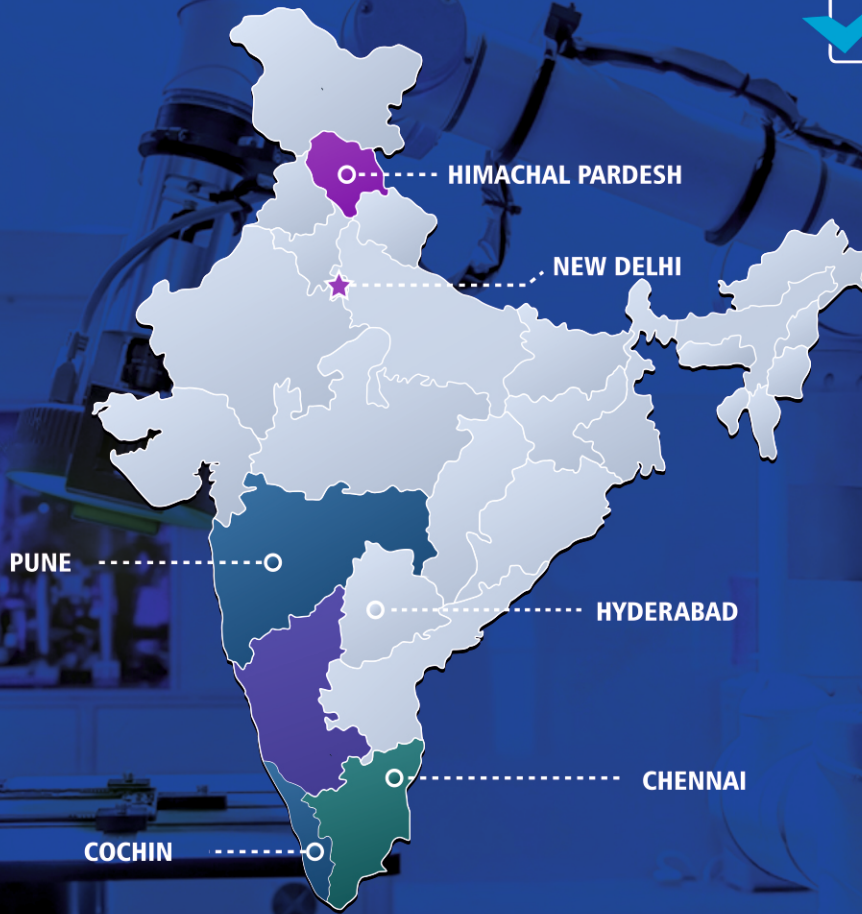 HIMACHAL PARDESH
NEW DELHI
PUNE
HYDERABAD
CHENNAI
COCHIN